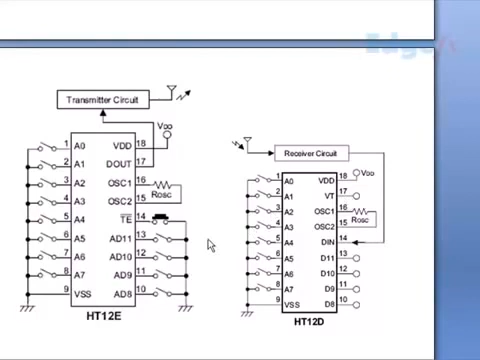 Edge
Transmitter Circuit
VDD
1 A0 VDD 18
2 A1 DOUT 17
3 A2 OSC1 16
ROSC
4 A3 OSC2 15
5 A4 TE 14
6 A5 AD11 13
7 A6 AD10 12
8 A7 AD9 11
9 VSS AD8 10
HT12E
Receiver Circuit
VDD
1 A0 VDD 18
2 A1 VT 17
3 A2 OSC1 16
ROSC
4 A3 OSC2 15
5 A4 DIN 14
6 A5 D11 13
7 A6 D10 12
8 A7 D9 11
9 VSS D8 10
HT12D